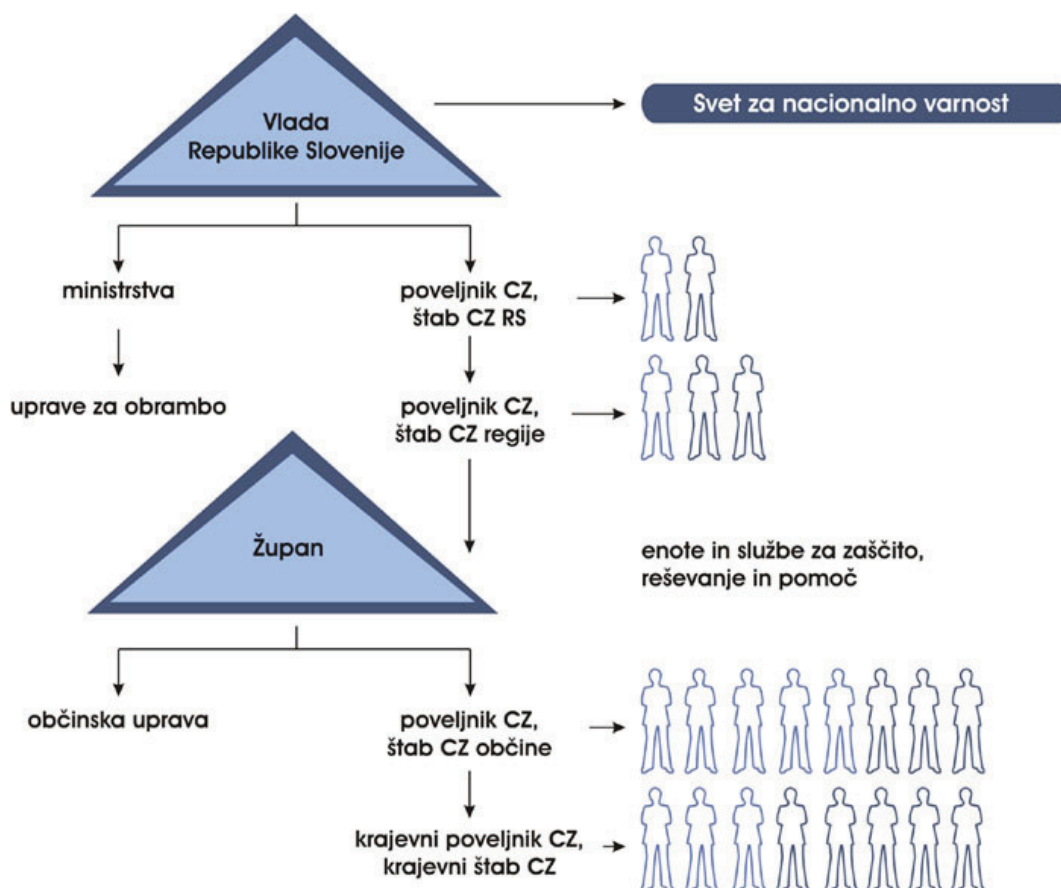 Vlada
Republike Slovenije
Svet za nacionalno varnost
ministrstva
poveljnik CZ,
štab CZ RS
uprave za obrambo
poveljnik CZ,
štab CZ regije
Župan
enote in službe za zaščito,
reševanje in pomoč
občinska uprava
poveljnik CZ,
štab CZ občine
krajevni poveljnik CZ,
krajevni štab CZ